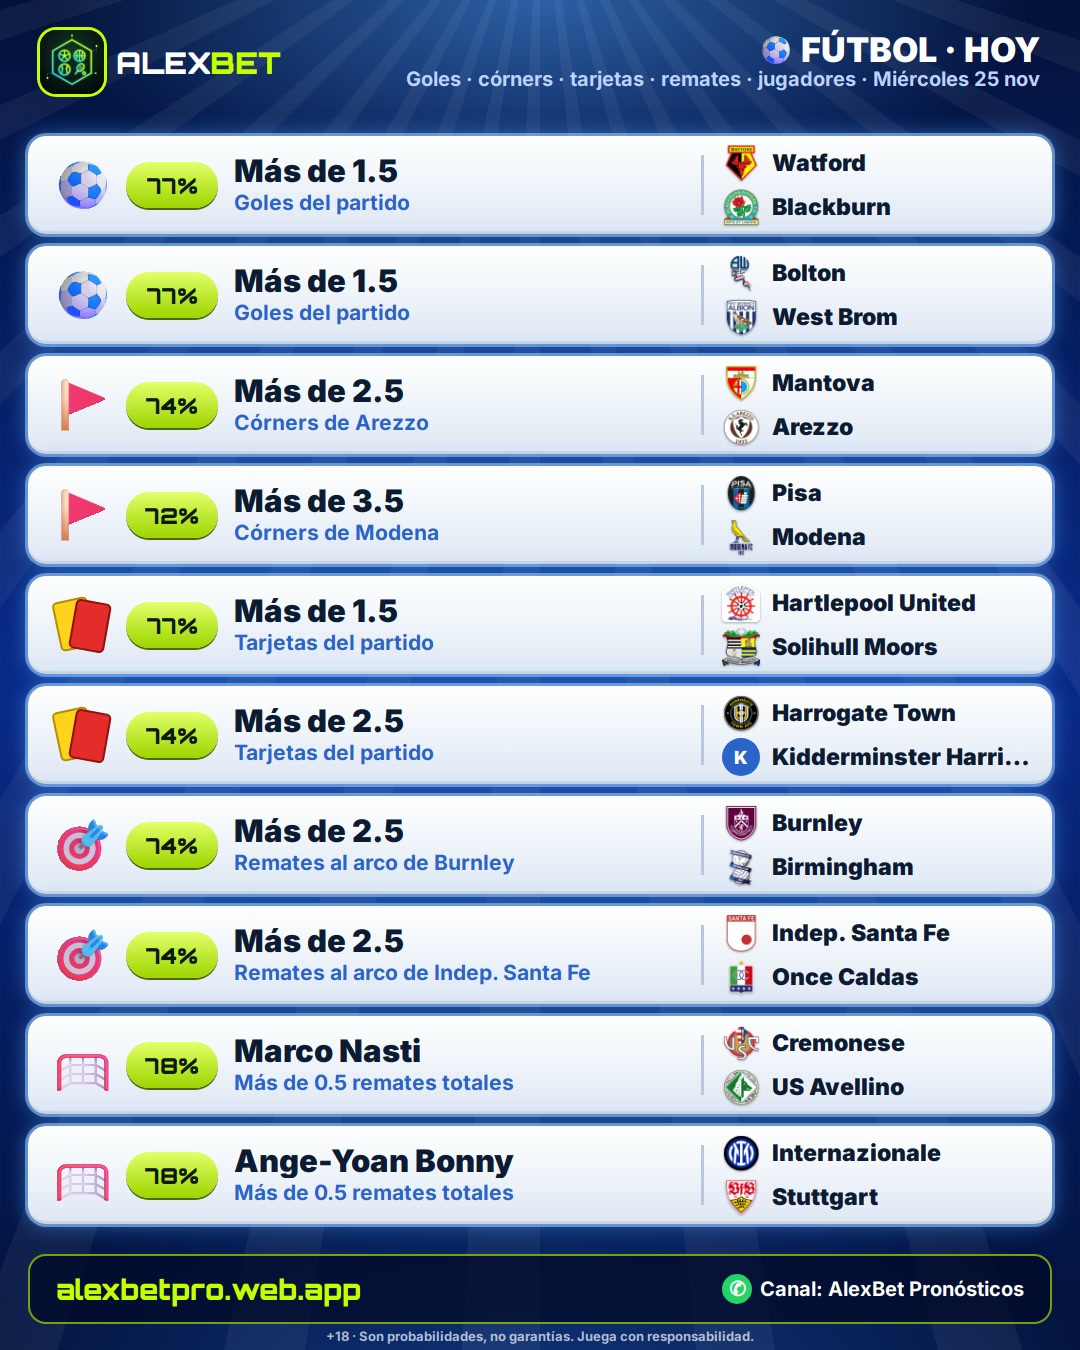 ALEXBET
⚽ FÚTBOL · HOY
Goles · córners · tarjetas · remates · jugadores · Miércoles 25 nov
77%
Más de 1.5
Goles del partido
Watford
Blackburn
77%
Más de 1.5
Goles del partido
Bolton
West Brom
74%
Más de 2.5
Córners de Arezzo
Mantova
Arezzo
72%
Más de 3.5
Córners de Modena
Pisa
Modena
77%
Más de 1.5
Tarjetas del partido
Hartlepool United
Solihull Moors
74%
Más de 2.5
Tarjetas del partido
Harrogate Town
K
Kidderminster Harri...
74%
Más de 2.5
Remates al arco de Burnley
Burnley
Birmingham
74%
Más de 2.5
Remates al arco de Indep. Santa Fe
SANTA FE
Indep. Santa Fe
Once Caldas
78%
Marco Nasti
Más de 0.5 remates totales
Cremonese
US Avellino
78%
Ange-Yoan Bonny
Más de 0.5 remates totales
Internazionale
Stuttgart
alexbetpro.web.app
Canal: AlexBet Pronósticos
+18 · Son probabilidades, no garantías. Juega con responsabilidad.